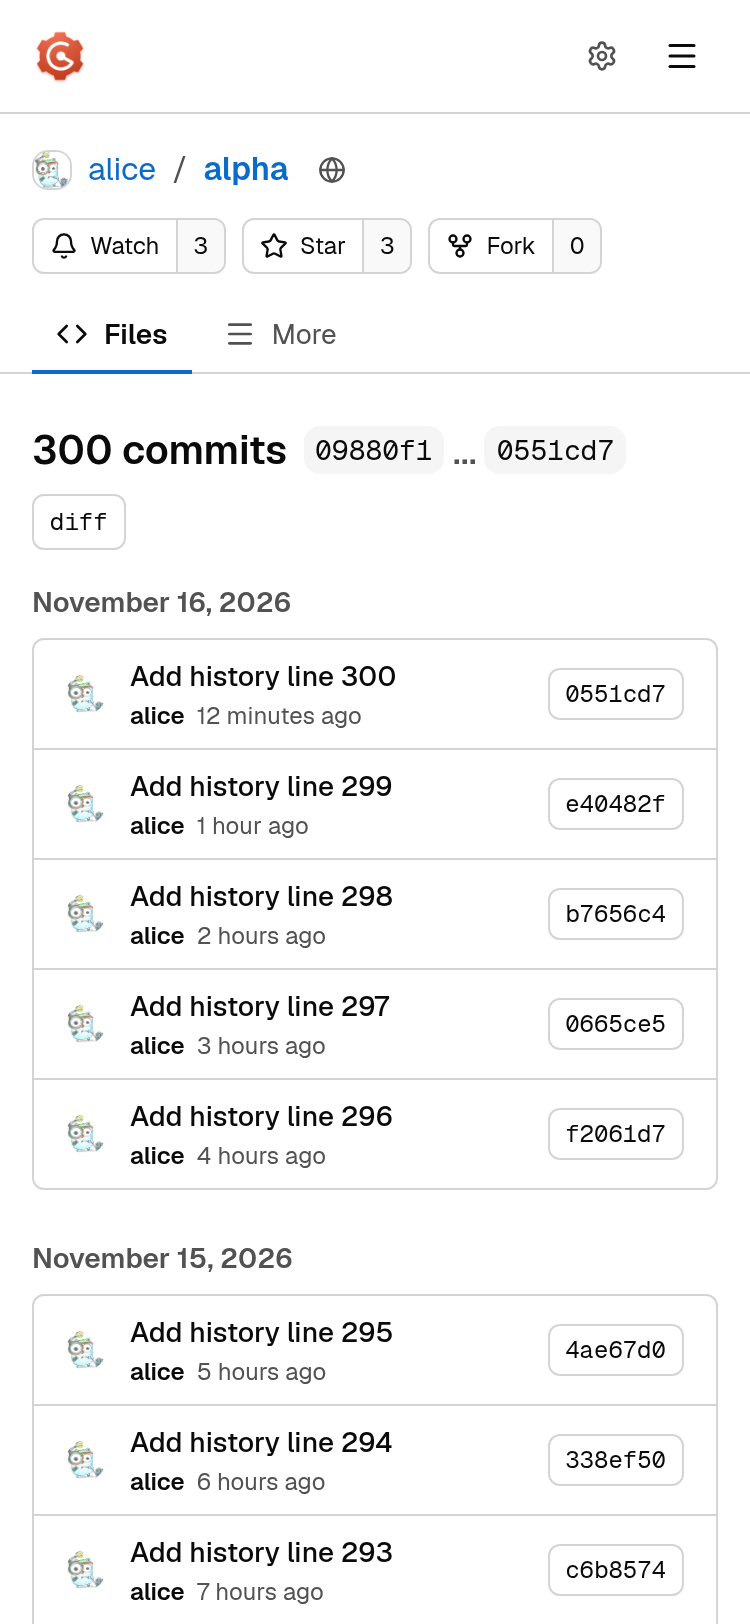 alice / alpha
Watch 3 Star 3 Fork 0
Files More
300 commits 09880f1 ... 0551cd7
diff
November 16, 2026
Add history line 300
alice 12 minutes ago
0551cd7
Add history line 299
alice 1 hour ago
e40482f
Add history line 298
alice 2 hours ago
b7656c4
Add history line 297
alice 3 hours ago
0665ce5
Add history line 296
alice 4 hours ago
f2061d7
November 15, 2026
Add history line 295
alice 5 hours ago
4ae67d0
Add history line 294
alice 6 hours ago
338ef50
Add history line 293
alice 7 hours ago
c6b8574